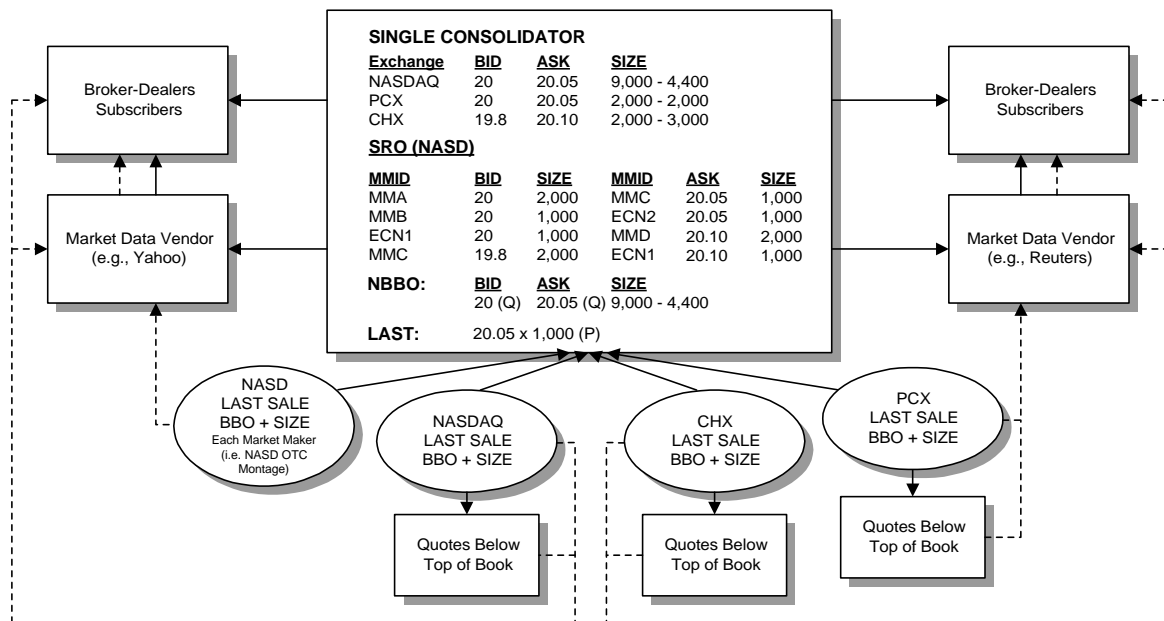 SINGLE CONSOLIDATOR
Exchange BID ASK SIZE
NASDAQ 20 20.05 9,000 - 4,400
PCX 20 20.05 2,000 - 2,000
CHX 19.8 20.10 2,000 - 3,000
SRO (NASD)
MMID BID SIZE MMID ASK SIZE
MMA 20 2,000 MMC 20.05 1,000
MMB 20 1,000 ECN2 20.05 1,000
ECN1 20 1,000 MMD 20.10 2,000
MMC 19.8 2,000 ECN1 20.10 1,000
NBBO: BID ASK SIZE
20 (Q) 20.05 (Q) 9,000 - 4,400
LAST: 20.05 x 1,000 (P)
Broker-Dealers
Subscribers
Market Data Vendor
(e.g., Yahoo)
Broker-Dealers
Subscribers
Market Data Vendor
(e.g., Reuters)
NASD
LAST SALE
BBO + SIZE
Each Market Maker
(i.e. NASD OTC
Montage)
NASDAQ
LAST SALE
BBO + SIZE
CHX
LAST SALE
BBO + SIZE
PCX
LAST SALE
BBO + SIZE
Quotes Below
Top of Book
Quotes Below
Top of Book
Quotes Below
Top of Book